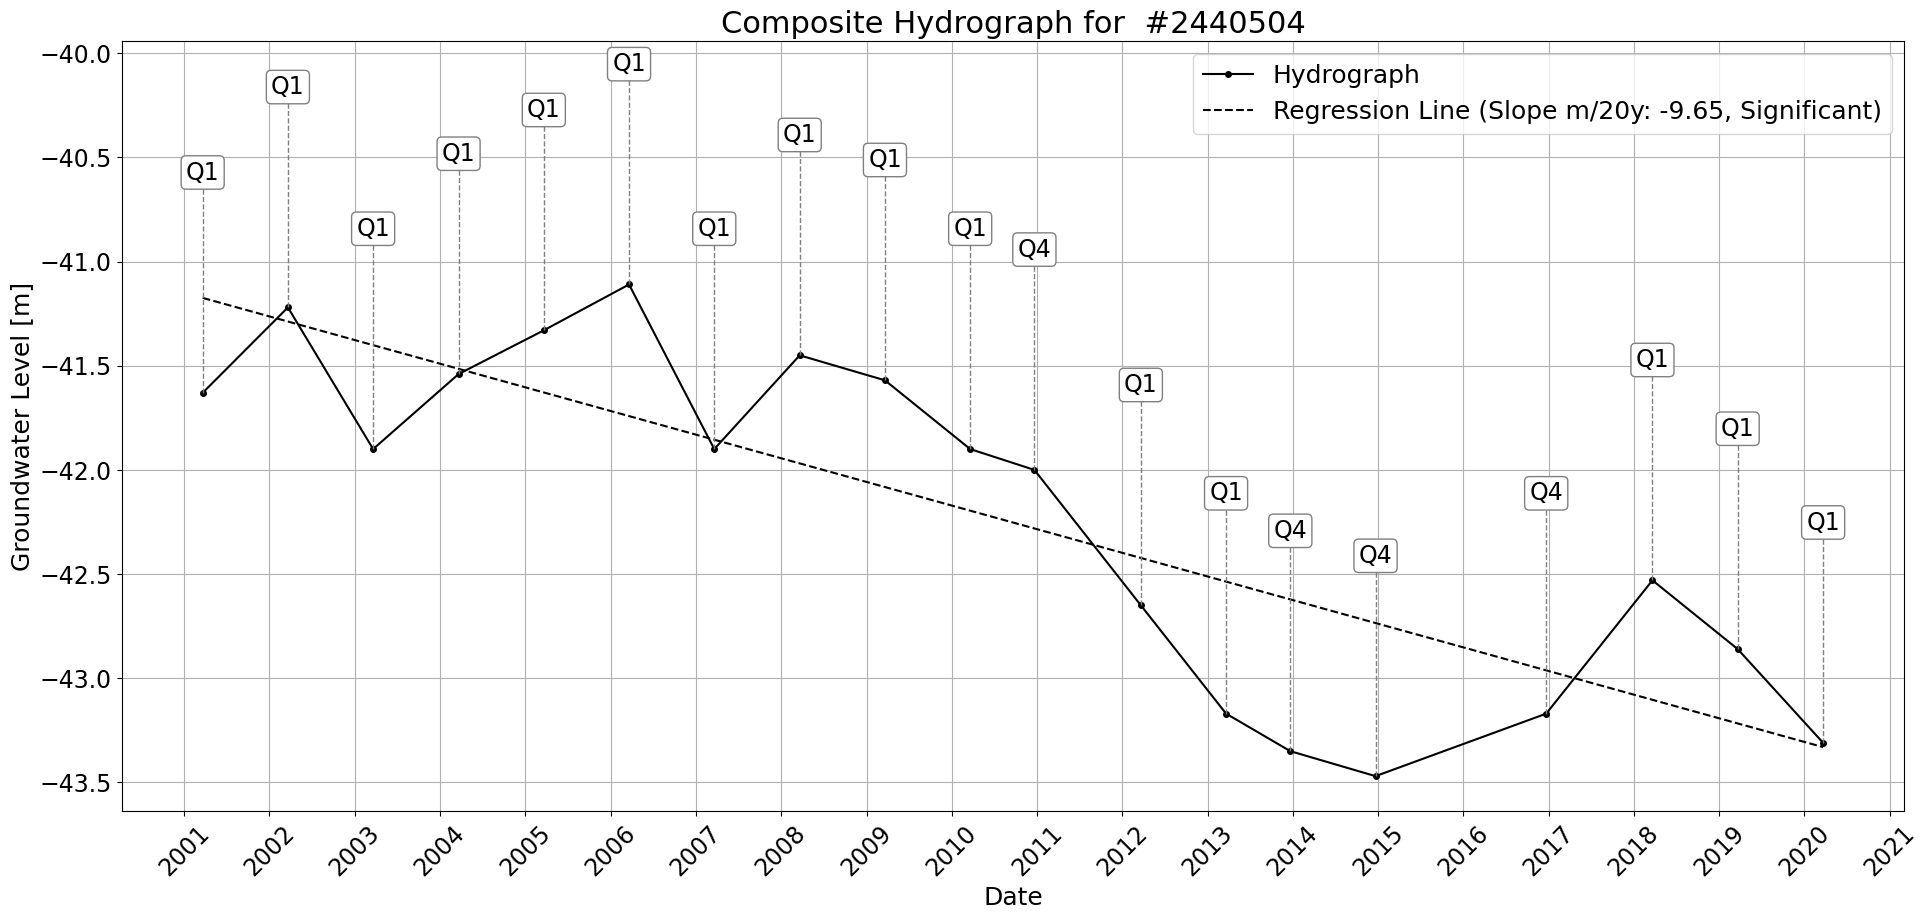 Composite Hydrograph for  #2440504
Hydrograph
Regression Line (Slope m/20y: -9.65, Significant)
Groundwater Level [m]
−40.0
−40.5
−41.0
−41.5
−42.0
−42.5
−43.0
−43.5
Q1
Q1
Q1
Q1
Q1
Q1
Q1
Q1
Q1
Q1
Q4
Q1
Q1
Q4
Q4
Q4
Q1
Q1
Q1
2001
2002
2003
2004
2005
2006
2007
2008
2009
2010
2011
2012
2013
2014
2015
2016
2017
2018
2019
2020
2021
Date